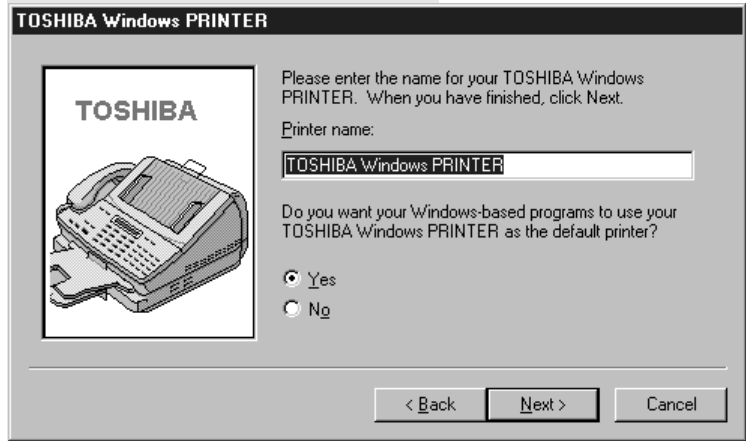 TOSHIBA Windows PRINTER
TOSHIBA
Please enter the name for your TOSHIBA Windows
PRINTER. When you have finished, click Next.
Printer name:
TOSHIBA Windows PRINTER
Do you want your Windows-based programs to use your
TOSHIBA Windows PRINTER as the default printer?
Yes
No
< Back
Next >
Cancel